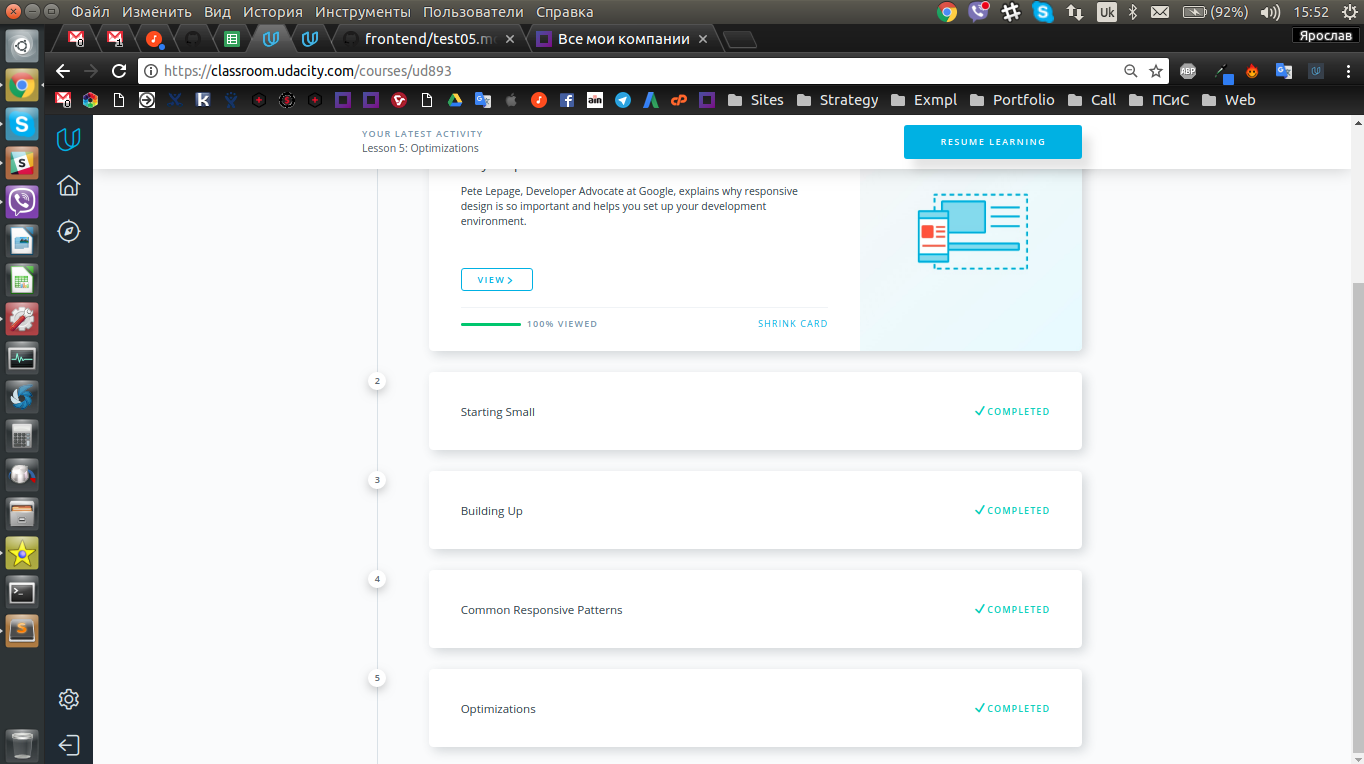 Файл Изменить Вид История Инструменты Пользователи Справка Uk (92%) 15:52
frontend/test05.m Все мои компании Ярослав
https://classroom.udacity.com/courses/ud893
Sites Strategy Exmpl Portfolio Call ПСиС Web
YOUR LATEST ACTIVITY
Lesson 5: Optimizations
RESUME LEARNING
Pete Lepage, Developer Advocate at Google, explains why responsive
design is so important and helps you set up your development
environment.
VIEW
100% VIEWED
SHRINK CARD
2
Starting Small
COMPLETED
3
Building Up
COMPLETED
4
Common Responsive Patterns
COMPLETED
5
Optimizations
COMPLETED